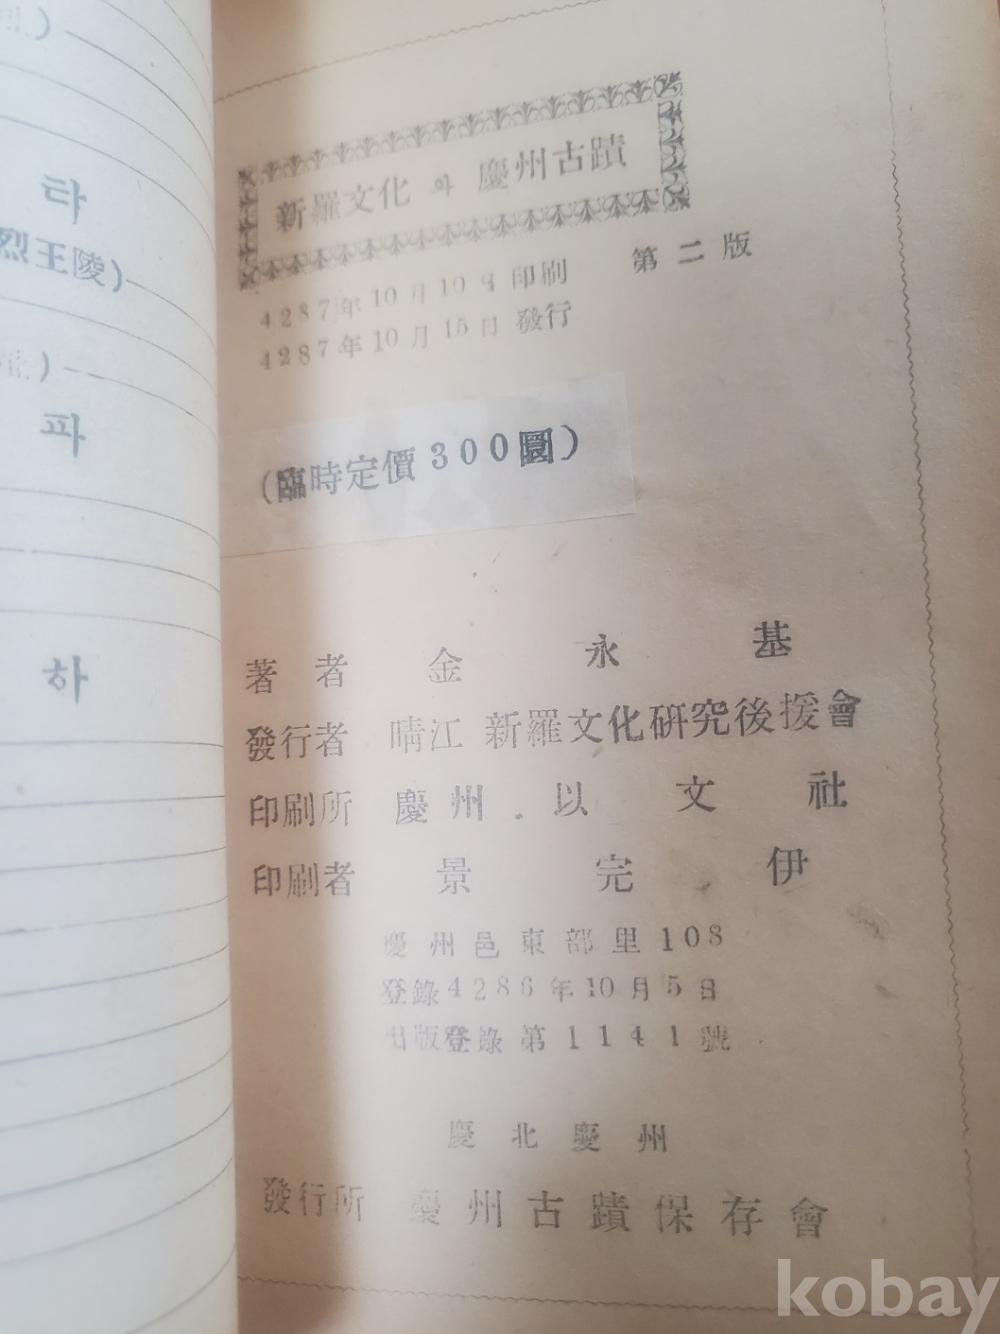 타
烈王陵)
파
하
新羅文化 와 慶州古蹟
4287年10月10日 印刷 第二版
4287年10月15日 發行
(臨時定價300圜)
著者 金永基
發行者 晴江 新羅文化硏究後援會
印刷所 慶州 以文社
印刷者 景完伊
慶州邑東部里108
登錄4286年10月5日
出版登錄 第1141號
慶北慶州
發行所 慶州古蹟保存會
kobay